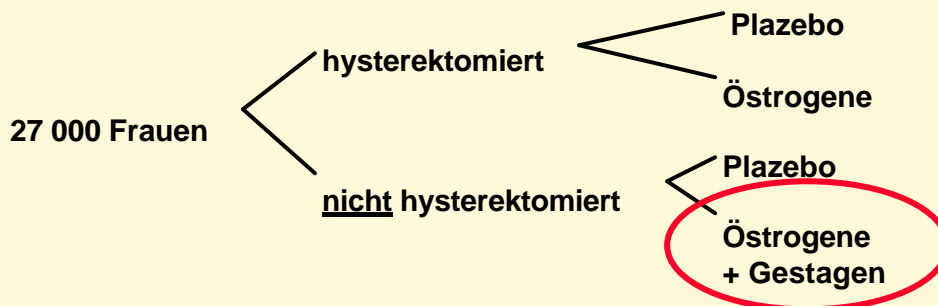 Plazebo
hysterektomiert
Östrogene
27 000 Frauen
Plazebo
nicht hysterektomiert
Östrogene
+ Gestagen